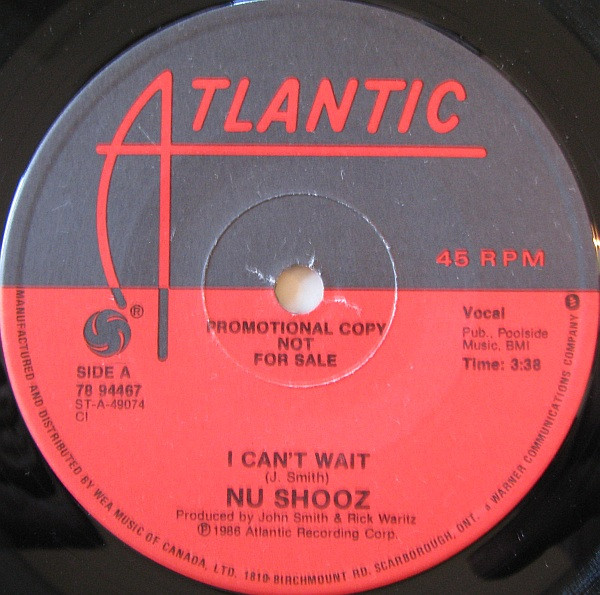 ATLANTIC
®
45 RPM
PROMOTIONAL COPY
NOT
FOR SALE
Vocal
Pub., Poolside
Music, BMI
Time: 3:38
SIDE A
78 94467
ST-A-49074
CI
I CAN'T WAIT
(J. Smith)
NU SHOOZ
Produced by John Smith & Rick Waritz
℗1986 Atlantic Recording Corp.
MANUFACTURED AND DISTRIBUTED BY WEA MUSIC OF CANADA, LTD. 1810 BIRCHMOUNT RD. SCARBOROUGH, ONT. A WARNER COMMUNICATIONS COMPANY